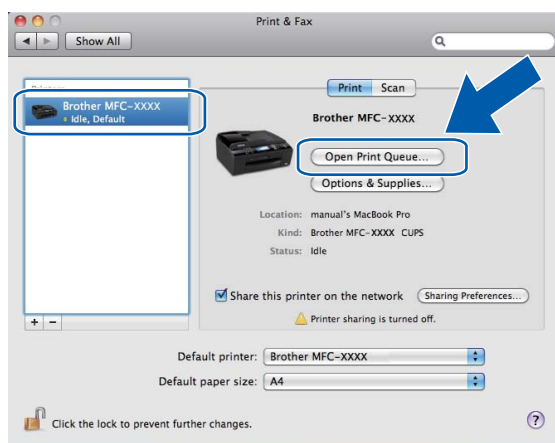 Print & Fax
Show All
Print Scan
Brother MFC-XXXX
Idle, Default
Brother MFC-XXXX
Open Print Queue...
Options & Supplies...
Location: manual's MacBook Pro
Kind: Brother MFC-XXXX CUPS
Status: Idle
Share this printer on the network Sharing Preferences...
Printer sharing is turned off.
+ −
Default printer: Brother MFC-XXXX
Default paper size: A4
Click the lock to prevent further changes. ?